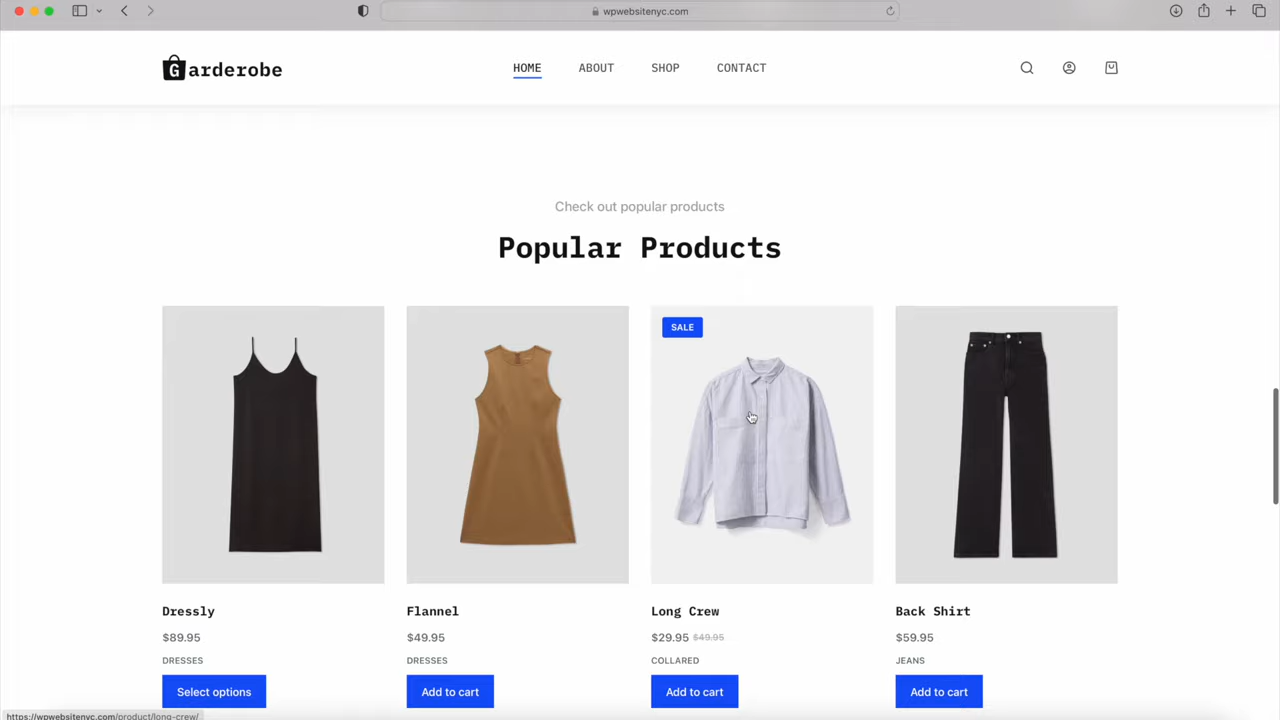 wpwebsitenyc.com
Garderobe
HOME
ABOUT
SHOP
CONTACT
Check out popular products
Popular Products
SALE
Dressly
Flannel
Long Crew
Back Shirt
$89.95
$49.95
$29.95 $49.95
$59.95
DRESSES
DRESSES
COLLARED
JEANS
Select options
Add to cart
Add to cart
Add to cart
https://wpwebsitenyc.com/product/long-crew/